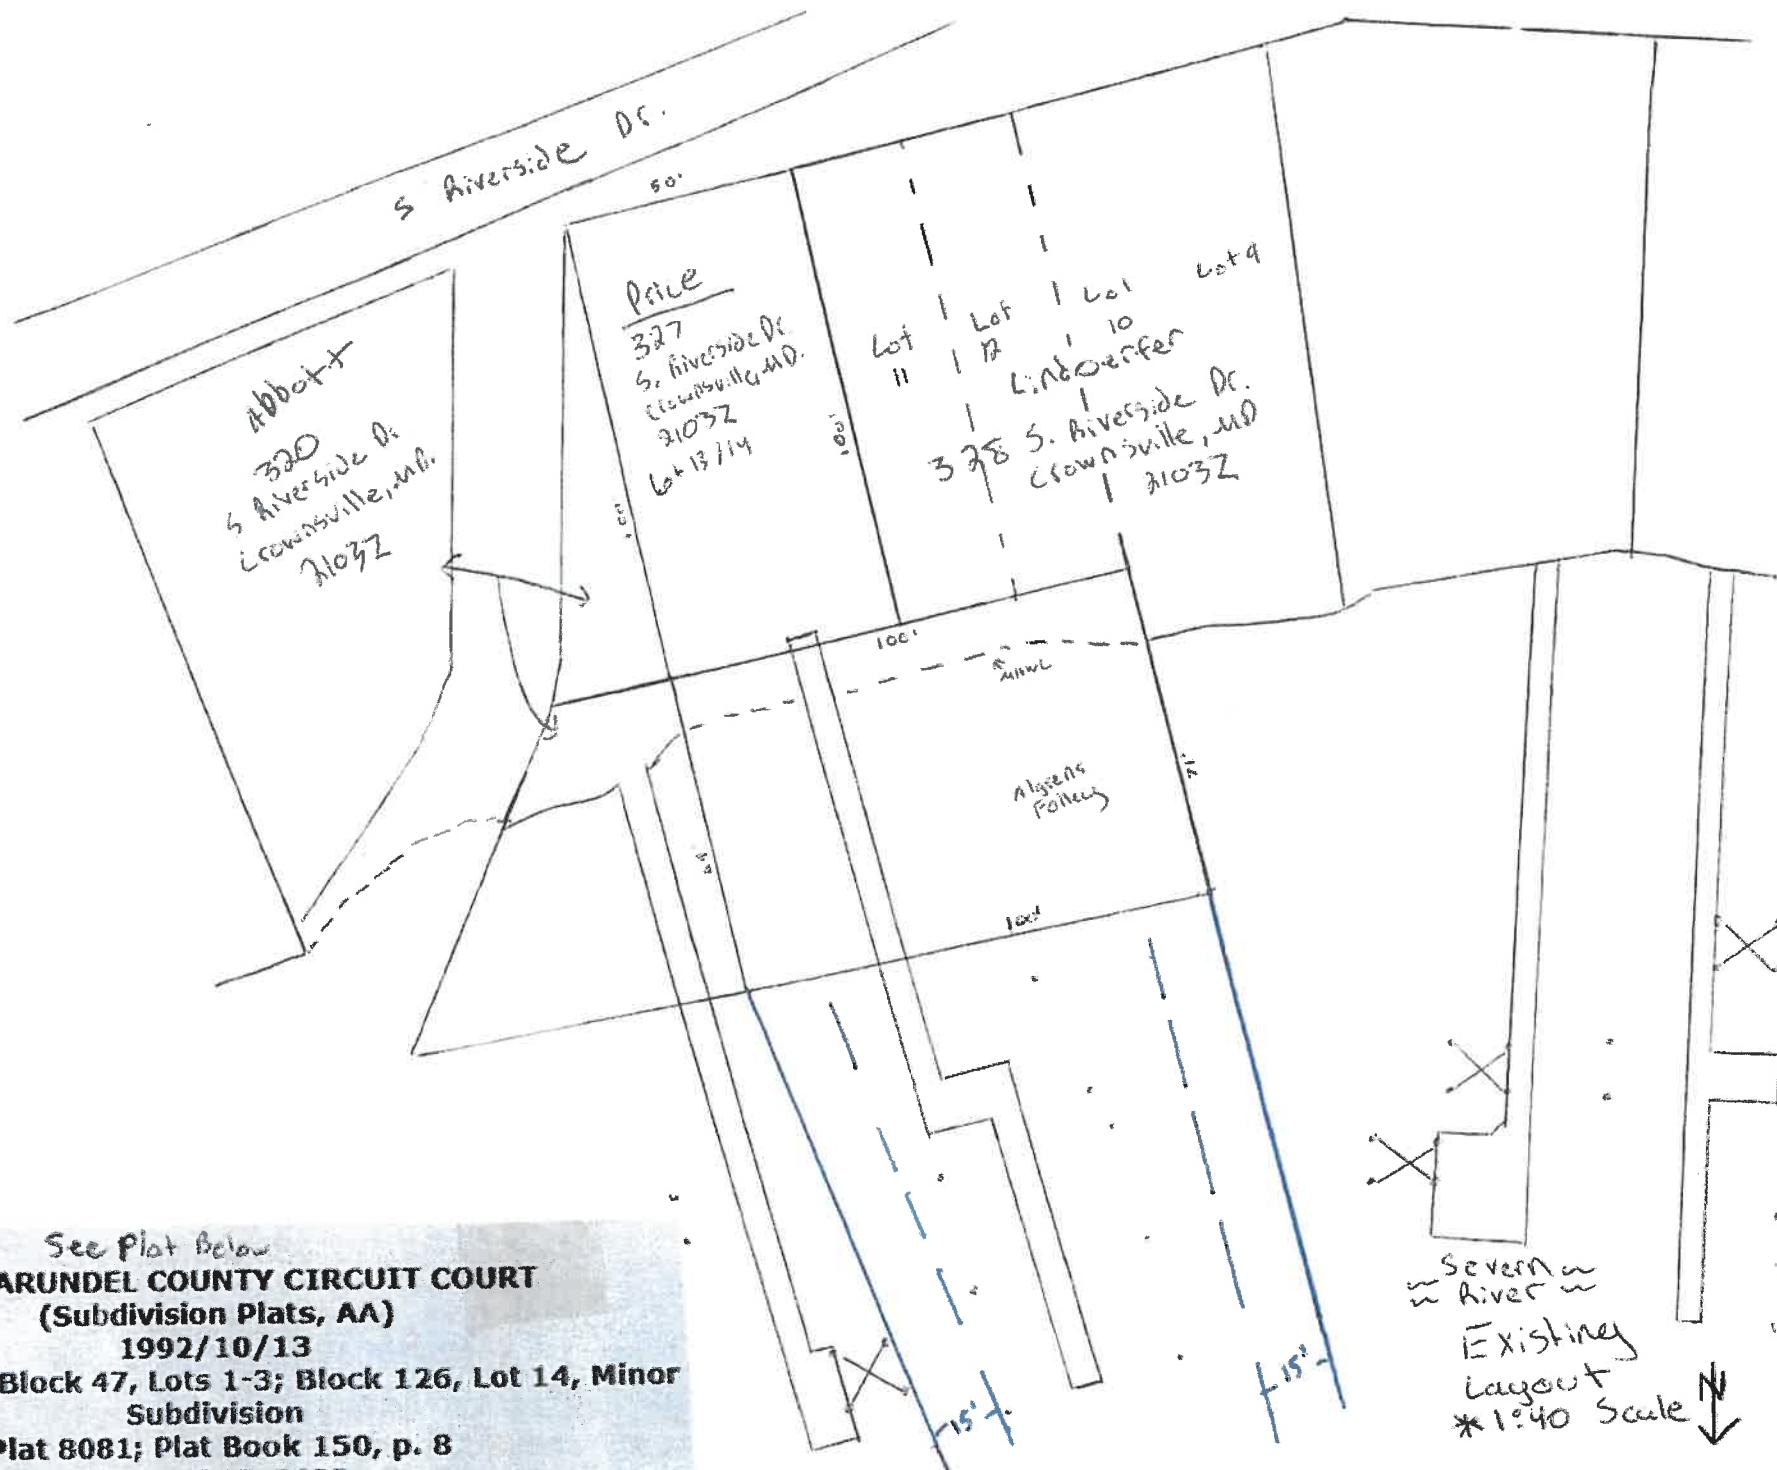 S Riverside Dr.
50'
Abbott
320
S Riverside Dr
Crownsville, MD.
21032
Price
327
S. Riverside Dr.
Crownsville, MD.
21032
Lot 13/14
100'
100'
Lot
11
Lot
12
Lot
10
Lot 9
Lindoerfer
328 S. Riverside Dr.
Crownsville, MD
21032
100'
MHWL
71'
100'
15'
15'
See Plat Below
ARUNDEL COUNTY CIRCUIT COURT
(Subdivision Plats, AA)
1992/10/13
Block 47, Lots 1-3; Block 126, Lot 14, Minor
Subdivision
Plat 8081; Plat Book 150, p. 8
~ Severn ~
~ River ~
Existing
Layout
* 1:40 Scale
N